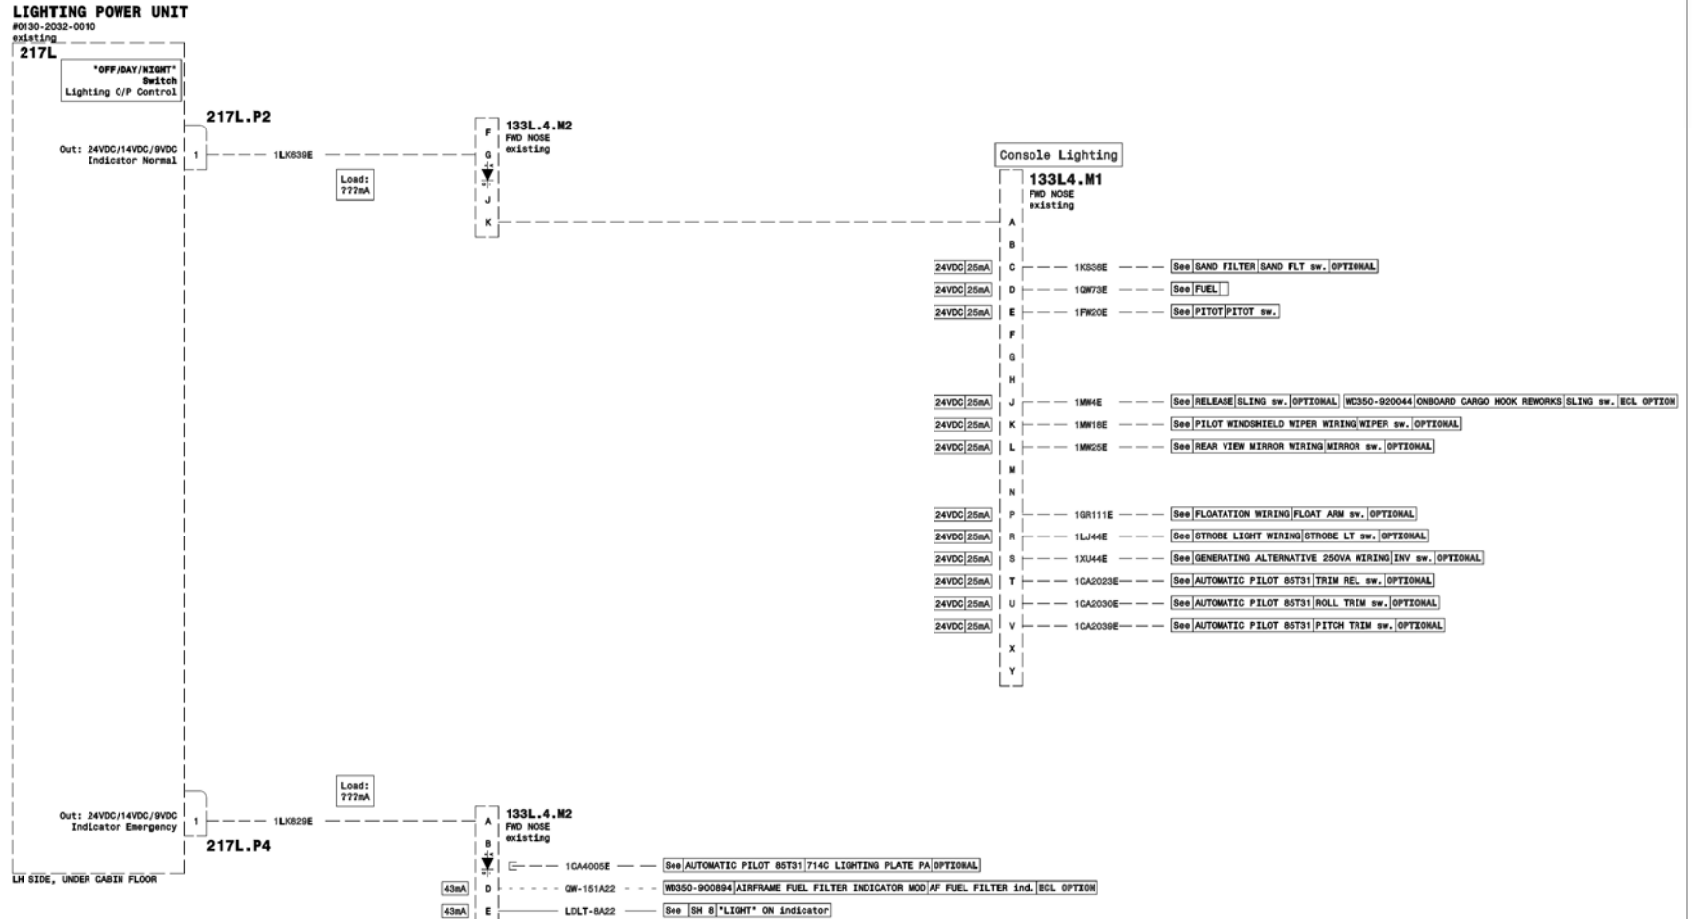 LIGHTING POWER UNIT
#0130-2032-0010
existing
217L
"OFF/DAY/NIGHT"
Switch
Lighting C/P Control
217L.P2
Out: 24VDC/14VDC/9VDC
Indicator Normal
1
1LK639E
Load:
???mA
F
G
J
K
133L.4.M2
FWD NOSE
existing
Console Lighting
133L4.M1
FWD NOSE
existing
A
B
24VDC 25mA C 1KS36E See SAND FILTER SAND FLT sw. OPTIONAL
24VDC 25mA D 1QW73E See FUEL
24VDC 25mA E 1FW20E See PITOT PITOT sw.
F
G
H
24VDC 25mA J 1MW4E See RELEASE SLING sw. OPTIONAL WC350-920044 ONBOARD CARGO HOOK REWORKS SLING sw. ECL OPTION
24VDC 25mA K 1MW18E See PILOT WINDSHIELD WIPER WIRING WIPER sw. OPTIONAL
24VDC 25mA L 1MW25E See REAR VIEW MIRROR WIRING MIRROR sw. OPTIONAL
M
N
24VDC 25mA P 1GR111E See FLOATATION WIRING FLOAT ARM sw. OPTIONAL
24VDC 25mA R 1LJ44E See STROBE LIGHT WIRING STROBE LT sw. OPTIONAL
24VDC 25mA S 1XU44E See GENERATING ALTERNATIVE 250VA WIRING INV sw. OPTIONAL
24VDC 25mA T 1CA2023E See AUTOMATIC PILOT 85T31 TRIM REL sw. OPTIONAL
24VDC 25mA U 1CA2030E See AUTOMATIC PILOT 85T31 ROLL TRIM sw. OPTIONAL
24VDC 25mA V 1CA2039E See AUTOMATIC PILOT 85T31 PITCH TRIM sw. OPTIONAL
X
Y
Load:
???mA
Out: 24VDC/14VDC/9VDC
Indicator Emergency
1
1LK629E
217L.P4
LH SIDE, UNDER CABIN FLOOR
A
B
133L.4.M2
FWD NOSE
existing
1CA4005E See AUTOMATIC PILOT 85T31 714C LIGHTING PLATE PA OPTIONAL
43mA D QW-151A22 WD350-900894 AIRFRAME FUEL FILTER INDICATOR MOD AF FUEL FILTER ind. ECL OPTION
43mA E LDLT-8A22 See SH 8 "LIGHT" ON indicator